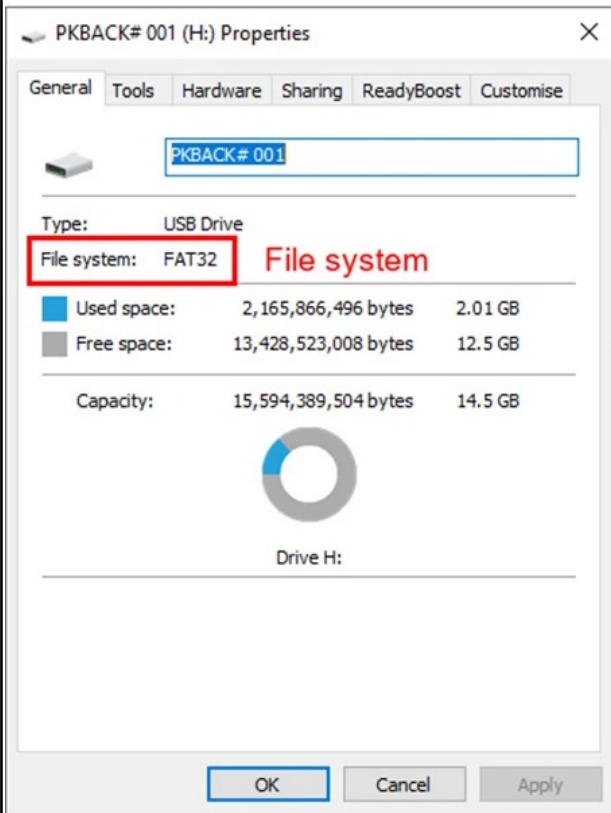 PKBACK# 001 (H:) Properties
General Tools Hardware Sharing ReadyBoost Customise
PKBACK# 001
Type: USB Drive
File system: FAT32 File system
Used space: 2,165,866,496 bytes 2.01 GB
Free space: 13,428,523,008 bytes 12.5 GB
Capacity: 15,594,389,504 bytes 14.5 GB
Drive H:
OK Cancel Apply